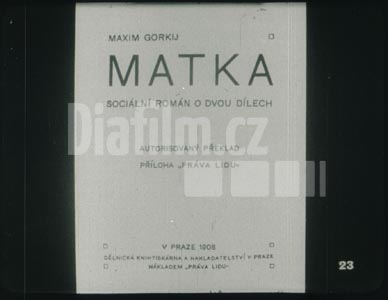 MAXIM GORKIJ
MATKA
SOCIÁLNÍ ROMÁN O DVOU DÍLECH
Diafilm.cz
AUTORISOVANÝ PŘEKLAD
PŘÍLOHA „PRÁVA LIDU“
V PRAZE 1908
DĚLNICKÁ KNIHTISKÁRNA A NAKLADATELSTVÍ V PRAZE
NÁKLADEM „PRÁVA LIDU“
23